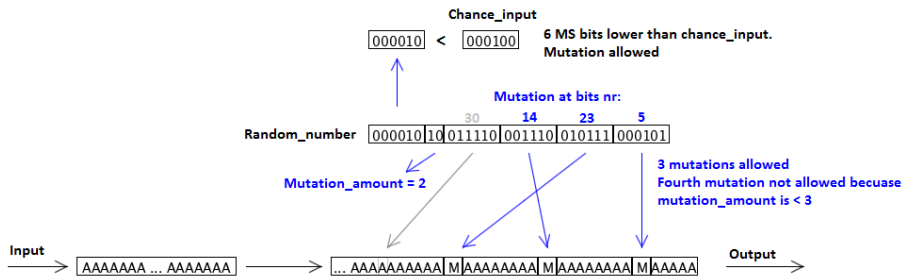 Chance_input
000010 < 000100
6 MS bits lower than chance_input.
Mutation allowed
Mutation at bits nr:
30 14 23 5
Random_number 000010 10 011110 001110 010111 000101
Mutation_amount = 2
3 mutations allowed
Fourth mutation not allowed becuase
mutation_amount is < 3
Input AAAAAAA ... AAAAAAA ... AAAAAAAAAA M AAAAAAAA M AAAAAAAA M AAAAA Output